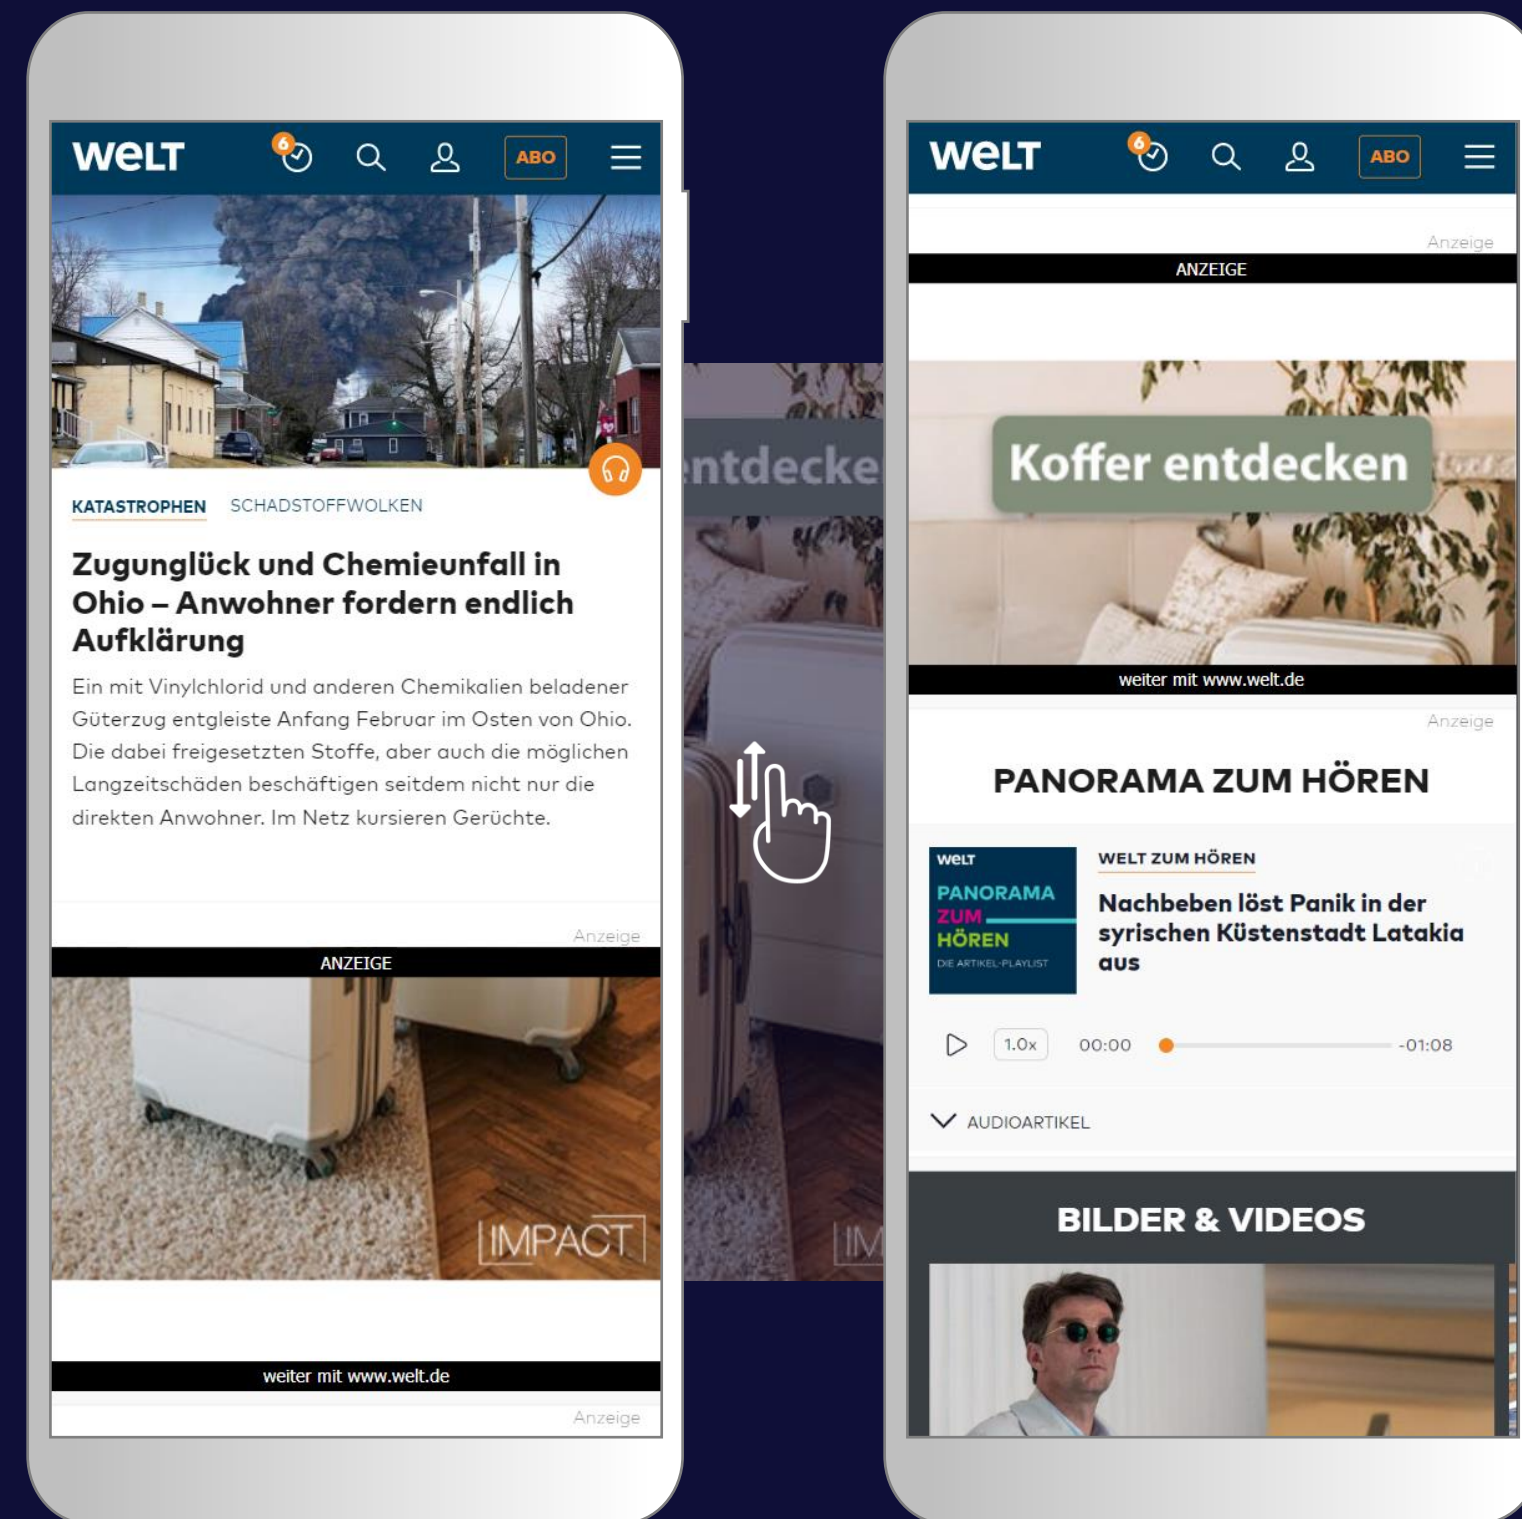 WELT
6
ABO
KATASTROPHEN SCHADSTOFFWOLKEN
Zugunglück und Chemieunfall in
Ohio – Anwohner fordern endlich
Aufklärung
Ein mit Vinylchlorid und anderen Chemikalien beladener
Güterzug entgleiste Anfang Februar im Osten von Ohio.
Die dabei freigesetzten Stoffe, aber auch die möglichen
Langzeitschäden beschäftigen seitdem nicht nur die
direkten Anwohner. Im Netz kursieren Gerüchte.
Anzeige
ANZEIGE
IMPACT
weiter mit www.welt.de
Anzeige
ntdecke
IM
WELT
6
ABO
Anzeige
ANZEIGE
Koffer entdecken
weiter mit www.welt.de
Anzeige
PANORAMA ZUM HÖREN
WELT
PANORAMA
ZUM
HÖREN
DIE ARTIKEL-PLAYLIST
WELT ZUM HÖREN
Nachbeben löst Panik in der
syrischen Küstenstadt Latakia
aus
1.0x 00:00 -01:08
AUDIOARTIKEL
BILDER & VIDEOS